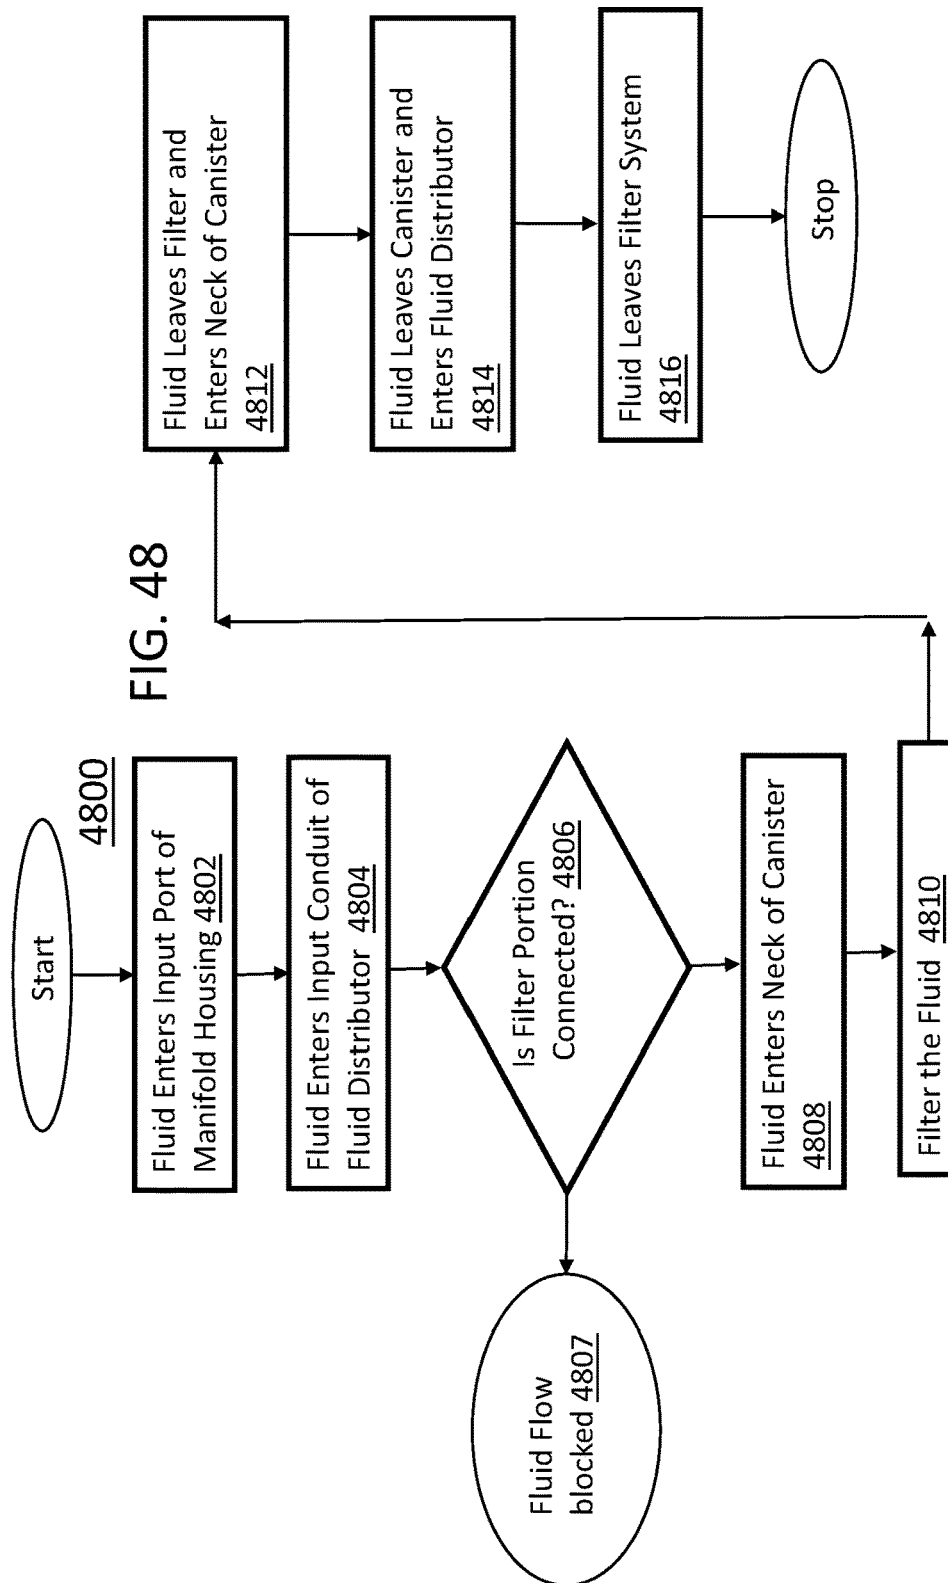 FIG. 48
4800
Start
Fluid Enters Input Port of
Manifold Housing 4802
Fluid Enters Input Conduit of
Fluid Distributor 4804
Is Filter Portion
Connected? 4806
Fluid Flow
blocked 4807
Fluid Enters Neck of Canister
4808
Filter the Fluid 4810
Fluid Leaves Filter and
Enters Neck of Canister
4812
Fluid Leaves Canister and
Enters Fluid Distributor
4814
Fluid Leaves Filter System
4816
Stop